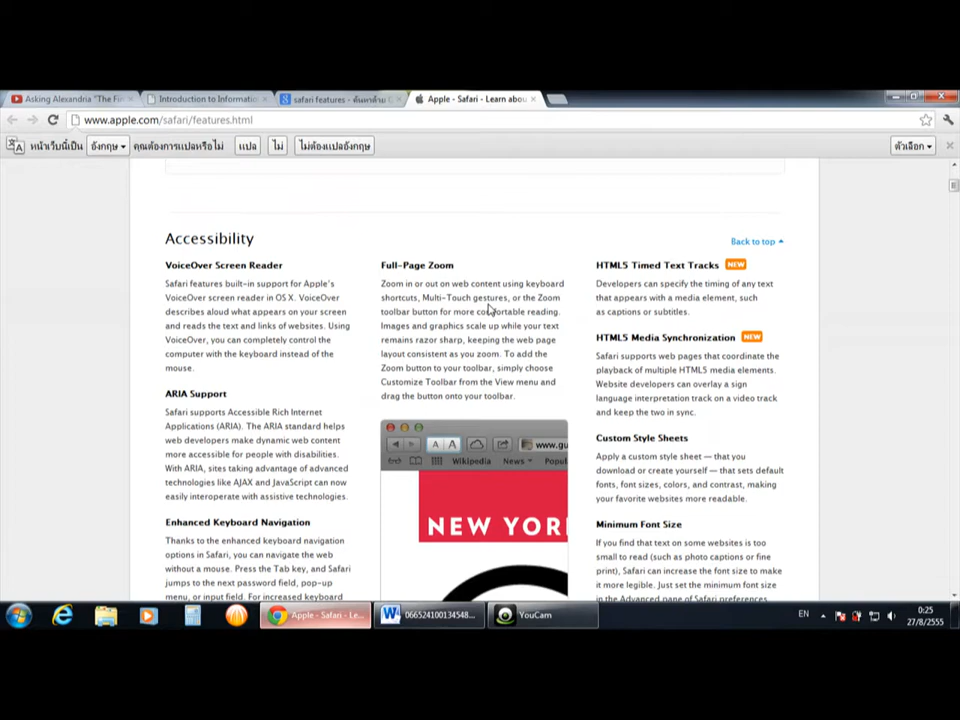 Asking Alexandria "The Fin
Introduction to Informatio
safari features - ค้นหาด้วย G
Apple - Safari - Learn abou
www.apple.com/safari/features.html
หน้าเว็บนี้เป็น อังกฤษ คุณต้องการแปลหรือไม่ แปล ไม่ ไม่ต้องแปลอังกฤษ ตัวเลือก
Accessibility
Back to top
VoiceOver Screen Reader
Safari features built-in support for Apple's
VoiceOver screen reader in OS X. VoiceOver
describes aloud what appears on your screen
and reads the text and links of websites. Using
VoiceOver, you can completely control the
computer with the keyboard instead of the
mouse.
ARIA Support
Safari supports Accessible Rich Internet
Applications (ARIA). The ARIA standard helps
web developers make dynamic web content
more accessible for people with disabilities.
With ARIA, sites taking advantage of advanced
technologies like AJAX and JavaScript can now
easily interoperate with assistive technologies.
Enhanced Keyboard Navigation
Thanks to the enhanced keyboard navigation
options in Safari, you can navigate the web
without a mouse. Press the Tab key, and Safari
jumps to the next password field, pop-up
menu, or input field. For increased keyboard
Full-Page Zoom
Zoom in or out on web content using keyboard
shortcuts, Multi-Touch gestures, or the Zoom
toolbar button for more comfortable reading.
Images and graphics scale up while your text
remains razor sharp, keeping the web page
layout consistent as you zoom. To add the
Zoom button to your toolbar, simply choose
Customize Toolbar from the View menu and
drag the button onto your toolbar.
A A www.gu
Wikipedia News Popul
NEW YOR
HTML5 Timed Text Tracks NEW
Developers can specify the timing of any text
that appears with a media element, such
as captions or subtitles.
HTML5 Media Synchronization NEW
Safari supports web pages that coordinate the
playback of multiple HTML5 media elements.
Website developers can overlay a sign
language interpretation track on a video track
and keep the two in sync.
Custom Style Sheets
Apply a custom style sheet — that you
download or create yourself — that sets default
fonts, font sizes, colors, and contrast, making
your favorite websites more readable.
Minimum Font Size
If you find that text on some websites is too
small to read (such as photo captions or fine
print), Safari can increase the font size to make
it more legible. Just set the minimum font size
in the Advanced pane of Safari preferences
Apple - Safari - Le...
066524100134548...
YouCam
EN
0:25
27/8/2555